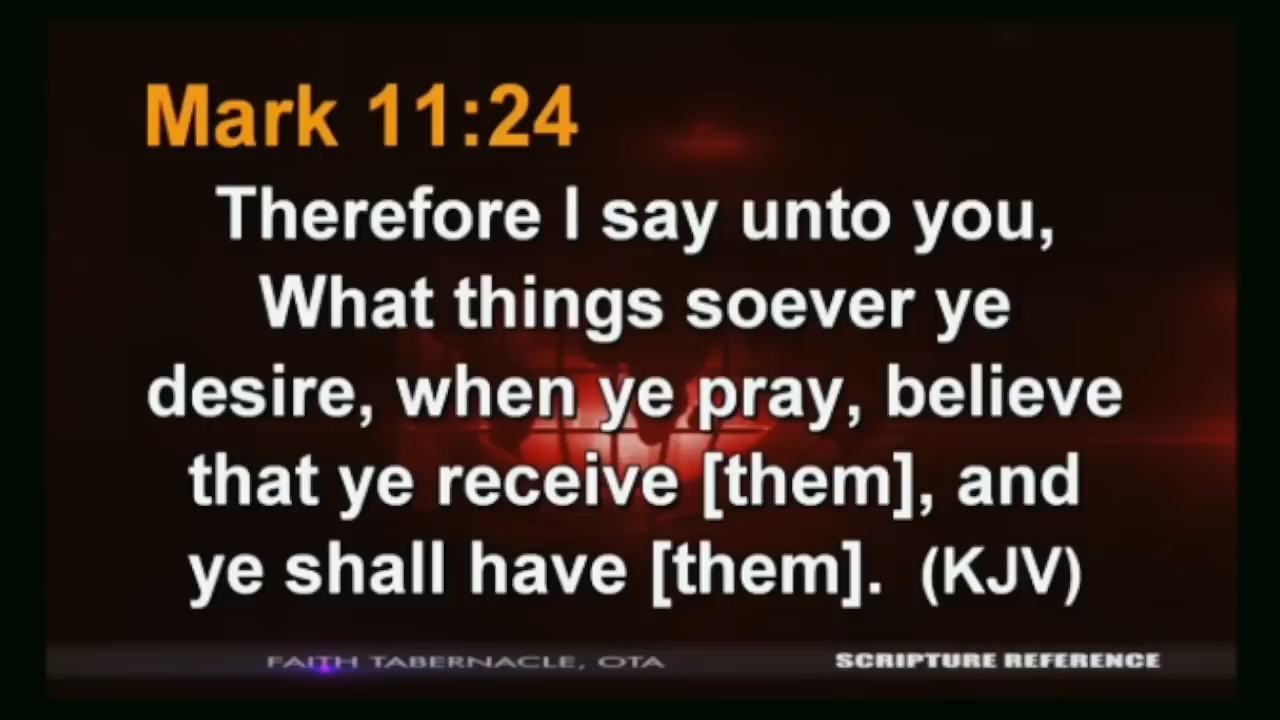 Mark 11:24
Therefore I say unto you,
What things soever ye
desire, when ye pray, believe
that ye receive [them], and
ye shall have [them].  (KJV)
FAITH TABERNACLE, OTA
SCRIPTURE REFERENCE